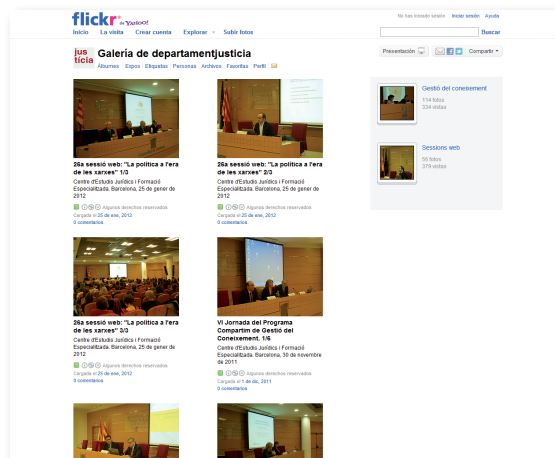 flickr de YAHOO!
No has iniciado sesión Iniciar sesión Ayuda
Inicio La visita Crear cuenta Explorar Subir fotos
Buscar
jus
tícia
Galería de departamentjusticia
Álbumes Expos Etiquetas Personas Archivos Favoritas Perfil
Presentación
Compartir
26a sessió web: "La política a l'era
de les xarxes" 1/3
Centre d'Estudis Jurídics i Formació
Especialitzada. Barcelona, 25 de gener de
2012
Algunos derechos reservados
Cargada el 25 de ene, 2012
0 comentarios
26a sessió web: "La política a l'era
de les xarxes" 2/3
Centre d'Estudis Jurídics i Formació
Especialitzada. Barcelona, 25 de gener de
2012
Algunos derechos reservados
Cargada el 25 de ene, 2012
0 comentarios
26a sessió web: "La política a l'era
de les xarxes" 3/3
Centre d'Estudis Jurídics i Formació
Especialitzada. Barcelona, 25 de gener de
2012
Algunos derechos reservados
Cargada el 25 de ene, 2012
0 comentarios
VI Jornada del Programa
Compartim de Gestió del
Coneixement. 1/6
Centre d'Estudis Jurídics i Formació
Especialitzada. Barcelona, 30 de novembre
de 2011
Algunos derechos reservados
Cargada el 1 de dic, 2011
0 comentarios
Gestió del coneixement
114 fotos
334 visitas
Sessions web
55 fotos
379 visitas